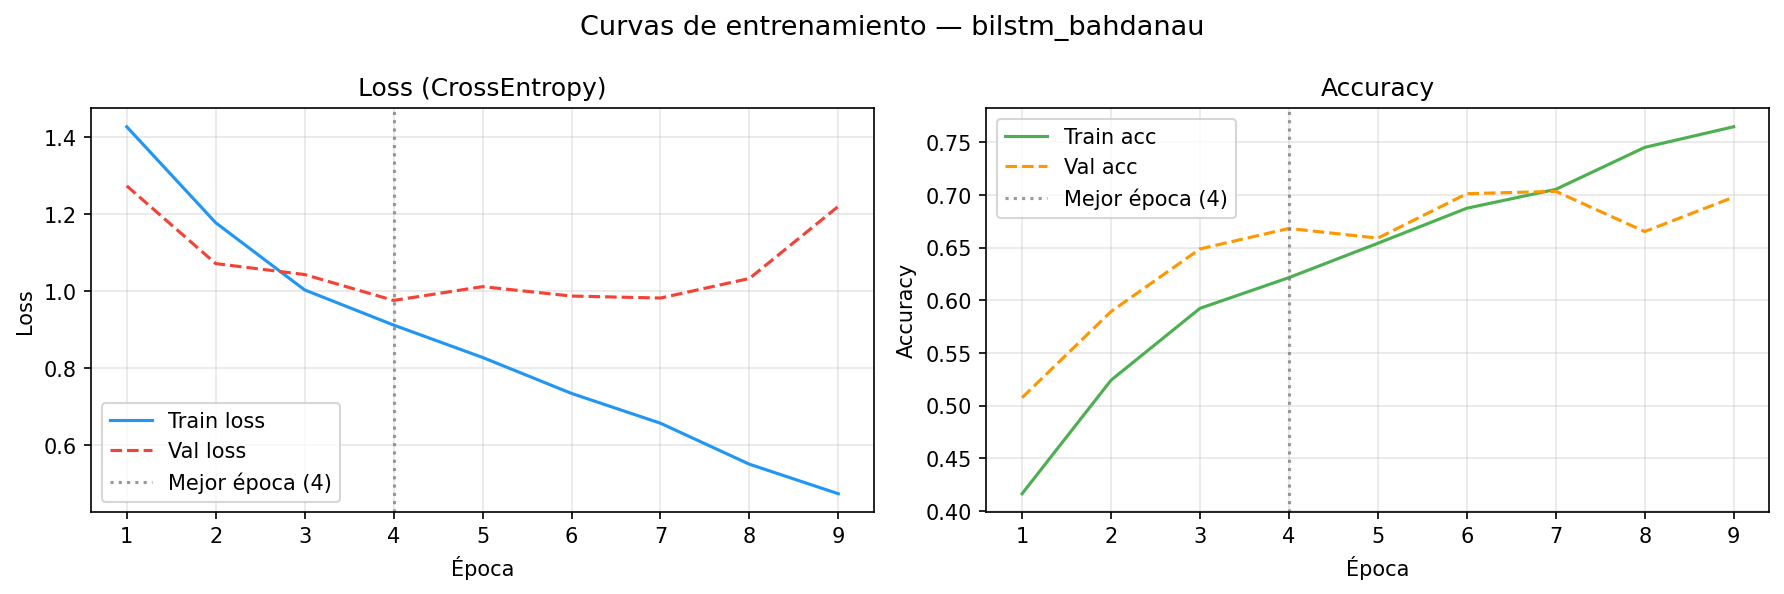 Curvas de entrenamiento — bilstm_bahdanau
Loss (CrossEntropy)
Loss
1.4
1.2
1.0
0.8
0.6
Train loss
Val loss
Mejor época (4)
1 2 3 4 5 6 7 8 9
Época
Accuracy
Accuracy
0.75
0.70
0.65
0.60
0.55
0.50
0.45
0.40
Train acc
Val acc
Mejor época (4)
1 2 3 4 5 6 7 8 9
Época